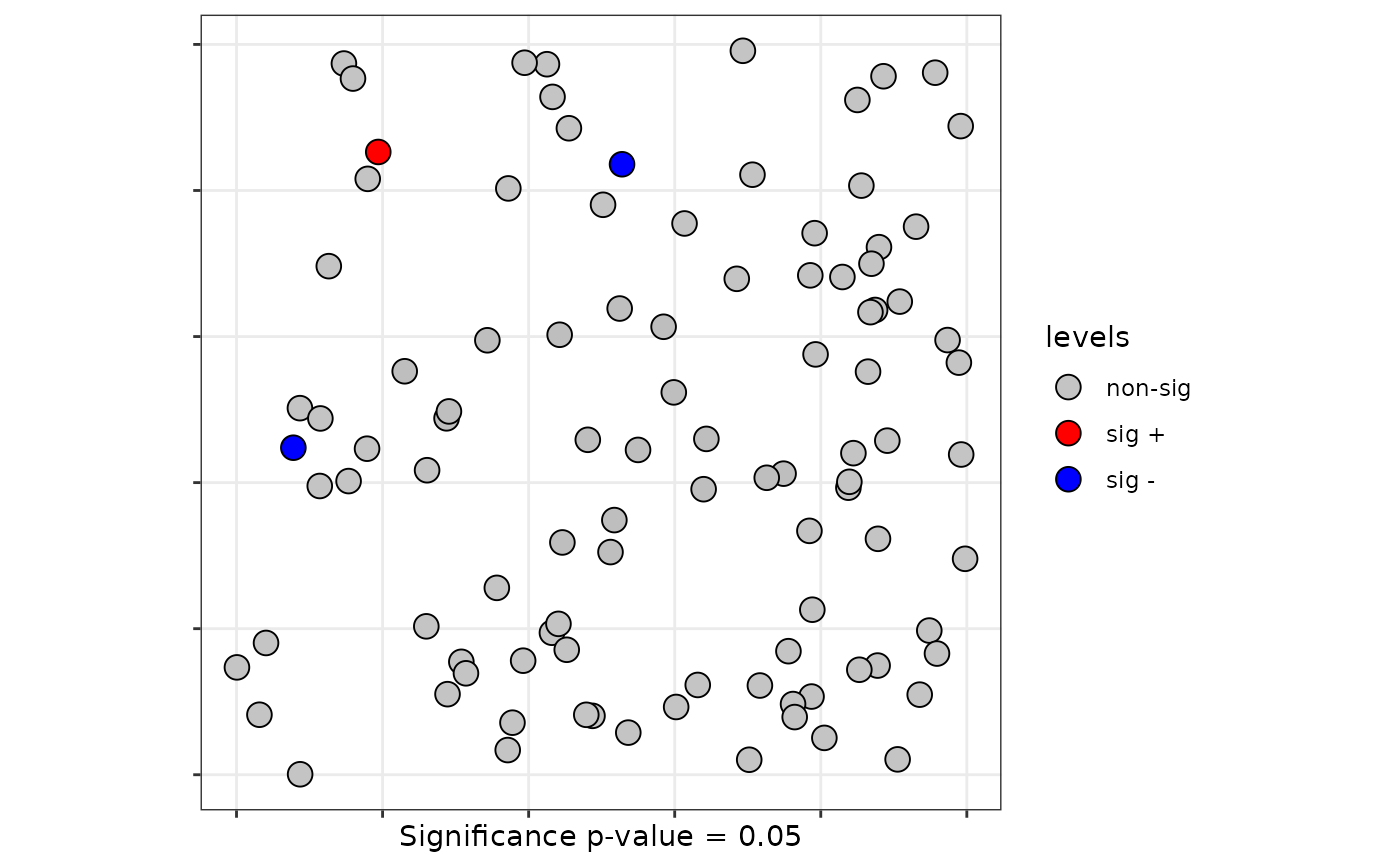 levels
non-sig
sig +
sig -
Significance p-value = 0.05